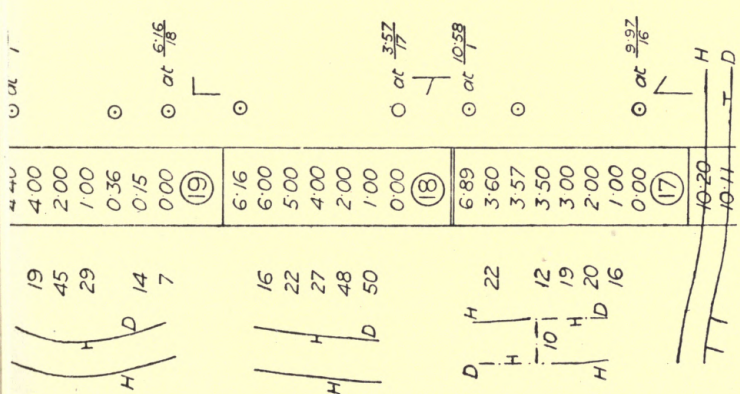 at
19 4·00
45 2·00
H 29 1·00
0·36
H D 14 0·15
7 0·00 at 6·16/18
19
6·16
16 6·00
22 5·00
H 27 4·00
H 48 2·00
D 50 1·00
0·00 at 3·57/17
18
D H 6·89 at 10·58/1
22 3·60
H 3·57
10 12 3·50
H 19 3·00
H D 20 2·00
16 1·00
0·00 at 9·97/16
17
10·20 H
10·11 D